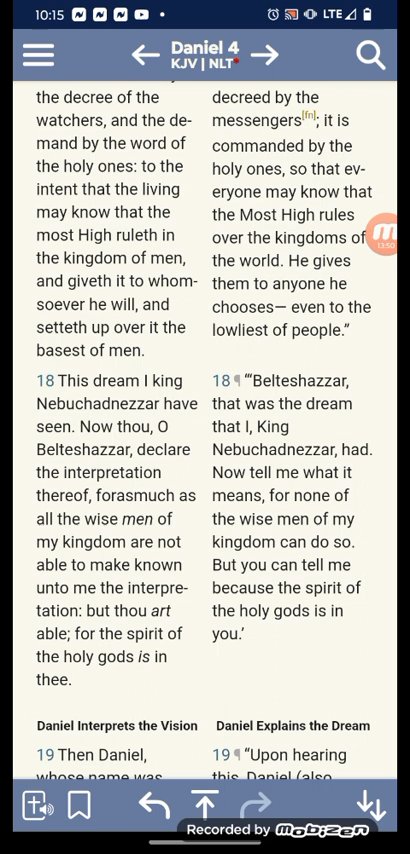 10:15
LTE
Daniel 4
KJV | NLT
the decree of the
watchers, and the de-
mand by the word of
the holy ones: to the
intent that the living
may know that the
most High ruleth in
the kingdom of men,
and giveth it to whom-
soever he will, and
setteth up over it the
basest of men.
18 This dream I king
Nebuchadnezzar have
seen. Now thou, O
Belteshazzar, declare
the interpretation
thereof, forasmuch as
all the wise men of
my kingdom are not
able to make known
unto me the interpre-
tation: but thou art
able; for the spirit of
the holy gods is in
thee.
Daniel Interprets the Vision
19 Then Daniel,
whose name was
decreed by the
messengers[fn]; it is
commanded by the
holy ones, so that ev-
eryone may know that
the Most High rules
over the kingdoms of
the world. He gives
them to anyone he
chooses— even to the
lowliest of people.”
18 ¶ “‘Belteshazzar,
that was the dream
that I, King
Nebuchadnezzar, had.
Now tell me what it
means, for none of
the wise men of my
kingdom can do so.
But you can tell me
because the spirit of
the holy gods is in
you.’
Daniel Explains the Dream
19 ¶ “Upon hearing
this, Daniel (also
m
13:50
Recorded by mobizen